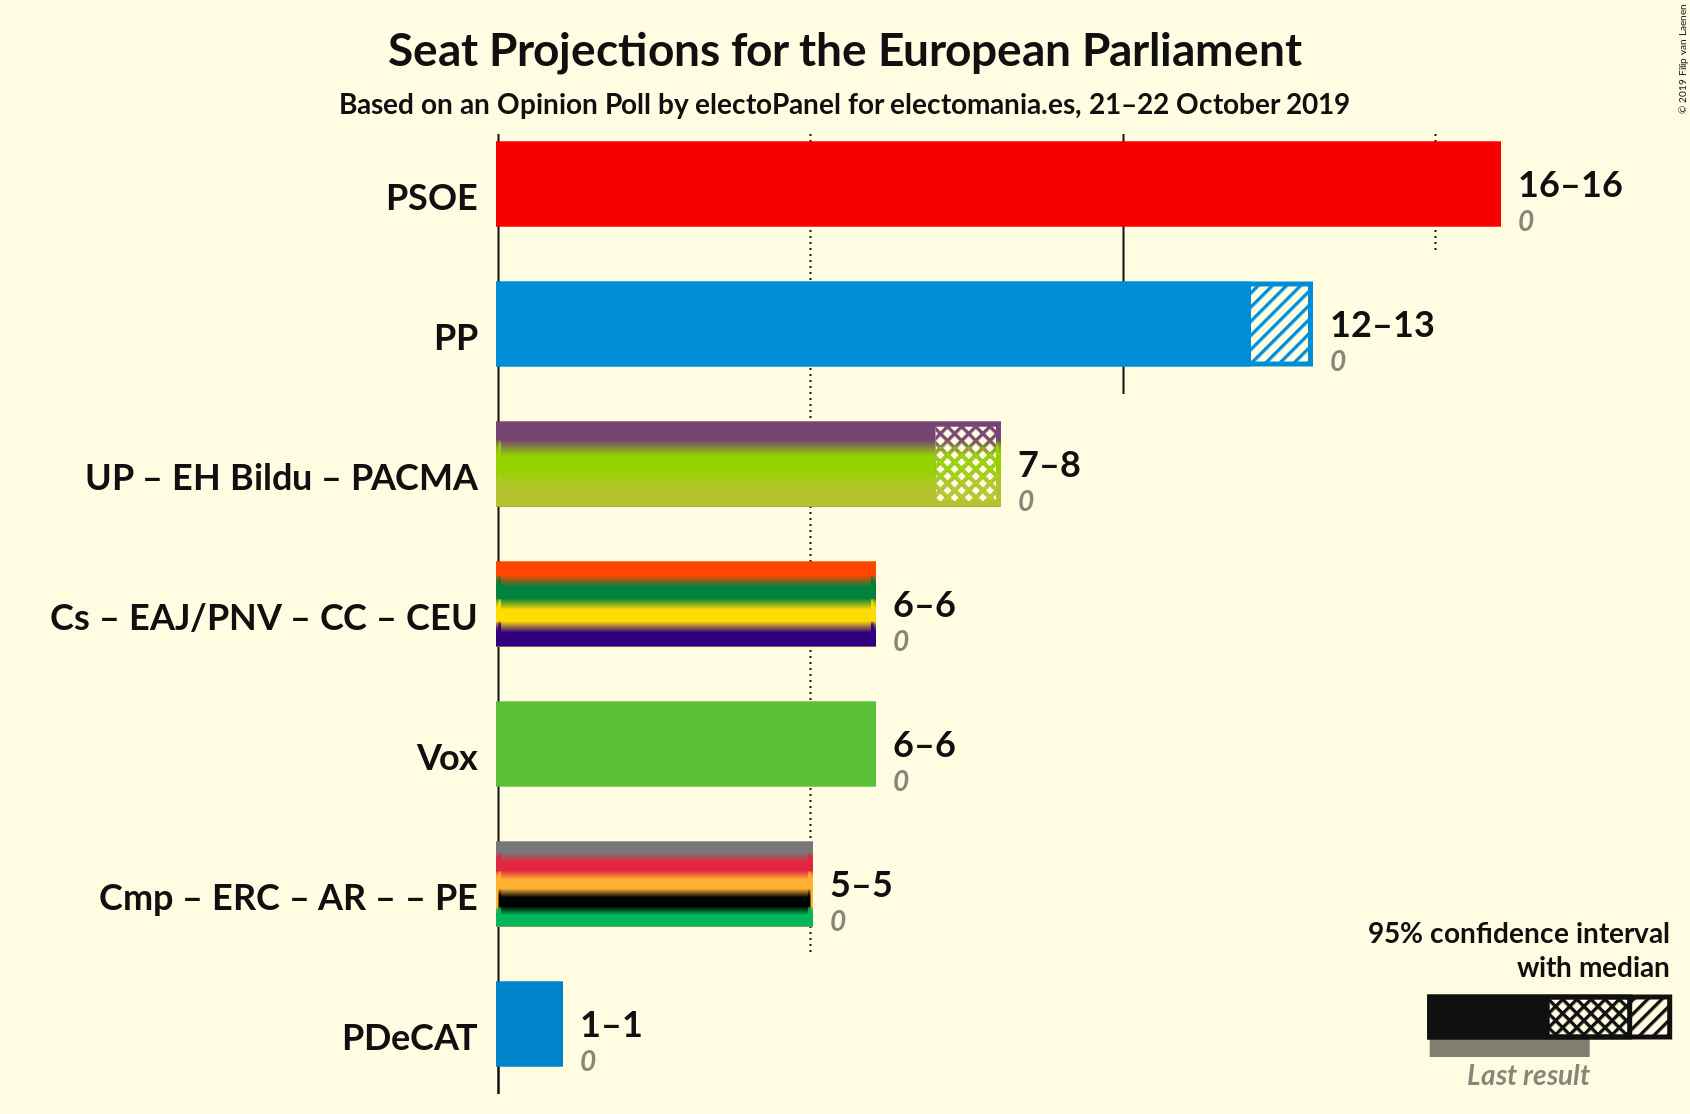 Seat Projections for the European Parliament
Based on an Opinion Poll by electoPanel for electomania.es, 21–22 October 2019
© 2019 Filip van Laenen
PSOE
16–16
0
PP
12–13
0
UP – EH Bildu – PACMA
7–8
0
Cs – EAJ/PNV – CC – CEU
6–6
0
Vox
6–6
0
Cmp – ERC – AR – – PE
5–5
0
PDeCAT
1–1
0
95% confidence interval
with median
Last result